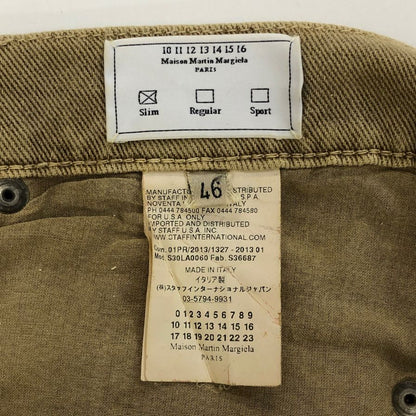 10 11 12 13 14 15 16
Maison Martin Margiela
PARIS
Slim Regular Sport
46
MANUFACTU DISTRIBUTED
BY STAFF IN S.P.A.
NOVENTA ITALY
PH 0444 784500 FAX 0444 784580
FOR U.S.A. ONLY
IMPORTED AND DISTRIBUTED
BY STAFF U.S.A. INC.
WWW.STAFFINTERNATIONAL.COM
Com. 01PR/2013/1327 - 2013 01
Mod. S30LA0060 Fab. S36687
MADE IN ITALY
イタリア製
(株)スタッフインターナショナルジャパン
03-5794-9931
0 1 2 3 4 5 6 7 8 9
10 11 12 13 14 15 16
17 18 19 20 21 22 23
Maison Martin Margiela
PARIS